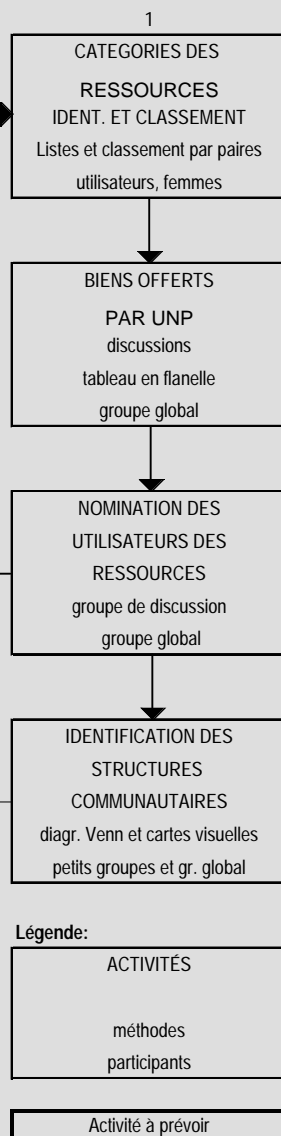 1
CATEGORIES DES
RESSOURCES
IDENT. ET CLASSEMENT
Listes et classement par paires
utilisateurs, femmes
BIENS OFFERTS
PAR UNP
discussions
tableau en flanelle
groupe global
NOMINATION DES
UTILISATEURS DES
RESSOURCES
groupe de discussion
groupe global
IDENTIFICATION DES
STRUCTURES
COMMUNAUTAIRES
diagr. Venn et cartes visuelles
petits groupes et gr. global
Légende:
ACTIVITÉS
méthodes
participants
Activité à prévoir